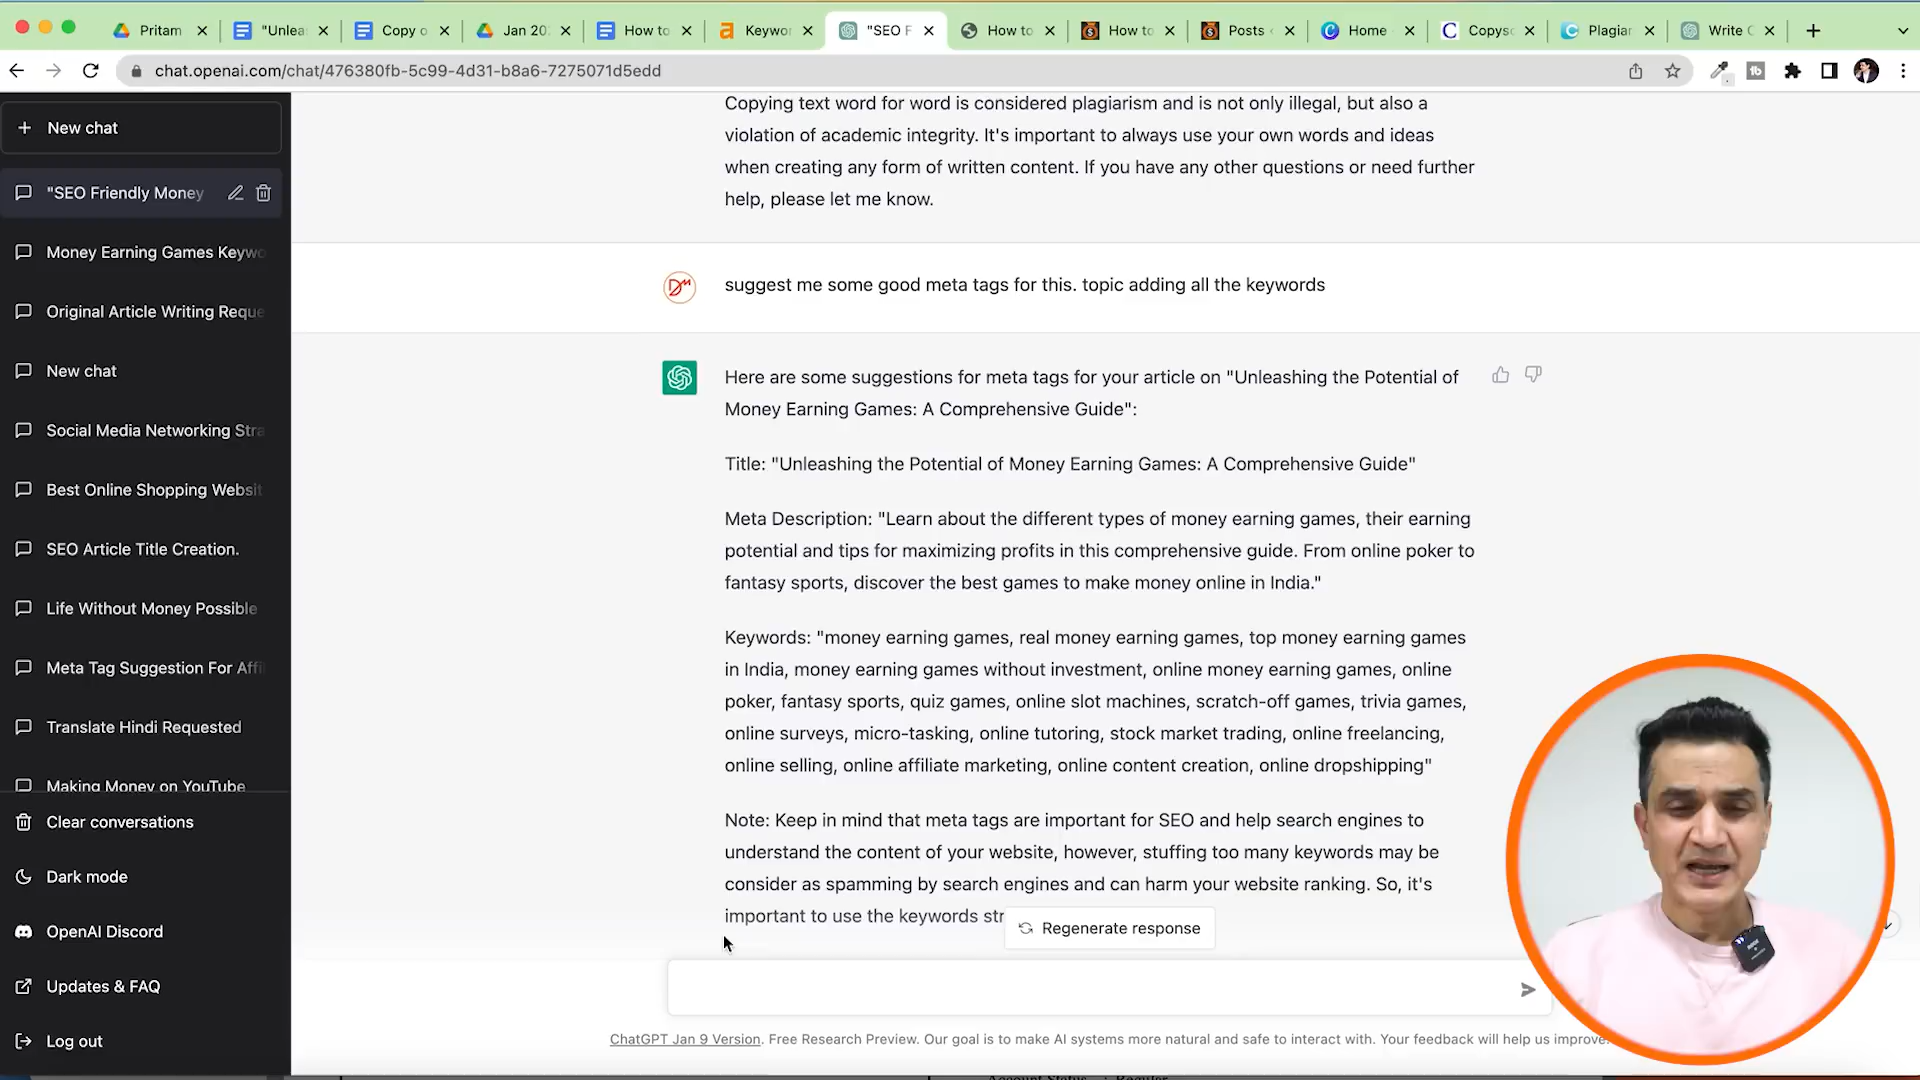 Pritam
"Unlea
Copy o
Jan 20
How to
Keywor
"SEO F
How to
How to
Posts
Home
Copysc
Plagiar
Write C
chat.openai.com/chat/476380fb-5c99-4d31-b8a6-7275071d5edd
New chat
"SEO Friendly Money
Money Earning Games Keywo
Original Article Writing Reque
New chat
Social Media Networking Stra
Best Online Shopping Websit
SEO Article Title Creation.
Life Without Money Possible
Meta Tag Suggestion For Affi
Translate Hindi Requested
Making Money on YouTube
Clear conversations
Dark mode
OpenAI Discord
Updates & FAQ
Log out
Copying text word for word is considered plagiarism and is not only illegal, but also a
violation of academic integrity. It's important to always use your own words and ideas
when creating any form of written content. If you have any other questions or need further
help, please let me know.
suggest me some good meta tags for this. topic adding all the keywords
Here are some suggestions for meta tags for your article on "Unleashing the Potential of
Money Earning Games: A Comprehensive Guide":
Title: "Unleashing the Potential of Money Earning Games: A Comprehensive Guide"
Meta Description: "Learn about the different types of money earning games, their earning
potential and tips for maximizing profits in this comprehensive guide. From online poker to
fantasy sports, discover the best games to make money online in India."
Keywords: "money earning games, real money earning games, top money earning games
in India, money earning games without investment, online money earning games, online
poker, fantasy sports, quiz games, online slot machines, scratch-off games, trivia games,
online surveys, micro-tasking, online tutoring, stock market trading, online freelancing,
online selling, online affiliate marketing, online content creation, online dropshipping"
Note: Keep in mind that meta tags are important for SEO and help search engines to
understand the content of your website, however, stuffing too many keywords may be
consider as spamming by search engines and can harm your website ranking. So, it's
important to use the keywords str
Regenerate response
ChatGPT Jan 9 Version. Free Research Preview. Our goal is to make AI systems more natural and safe to interact with. Your feedback will help us improve.